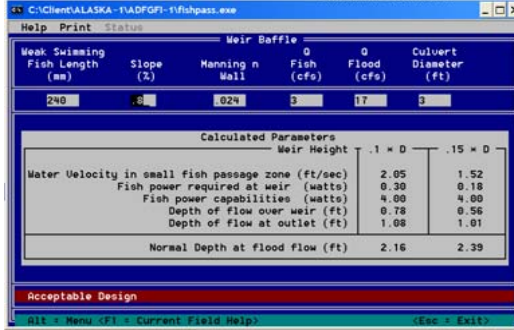 C:\Client\ALASKA~1\ADFGFI~1\fishpass.exe
Help Print Status
Weir Baffle
Weak Swimming Q Q Culvert
Fish Length Slope Manning n Fish Flood Diameter
(mm) (%) Wall (cfs) (cfs) (ft)
240 .8 .024 3 17 3
Calculated Parameters
Weir Height .1 * D .15 * D
Water Velocity in small fish passage zone (ft/sec) 2.05 1.52
Fish power required at weir (watts) 0.30 0.18
Fish power capabilities (watts) 4.00 4.00
Depth of flow over weir (ft) 0.78 0.56
Depth of flow at outlet (ft) 1.08 1.01
Normal Depth at flood flow (ft) 2.16 2.39
Acceptable Design
Alt = Menu <F1 = Current Field Help> <Esc = Exit>